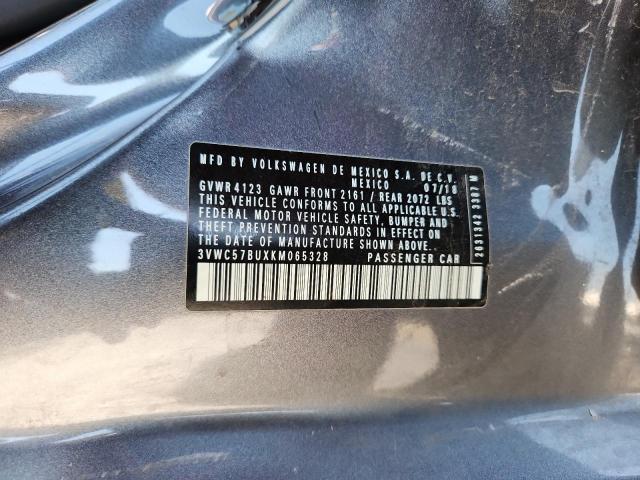 MFD BY VOLKSWAGEN DE MEXICO S.A. DE C.V.
MEXICO 07/18
GVWR 4123 GAWR FRONT 2161 / REAR 2072 LBS
THIS VEHICLE CONFORMS TO ALL APPLICABLE U.S.
FEDERAL MOTOR VEHICLE SAFETY, BUMPER AND
THEFT PREVENTION STANDARDS IN EFFECT ON
THE DATE OF MANUFACTURE SHOWN ABOVE.
3VWC57BUXKM065328 PASSENGER CAR